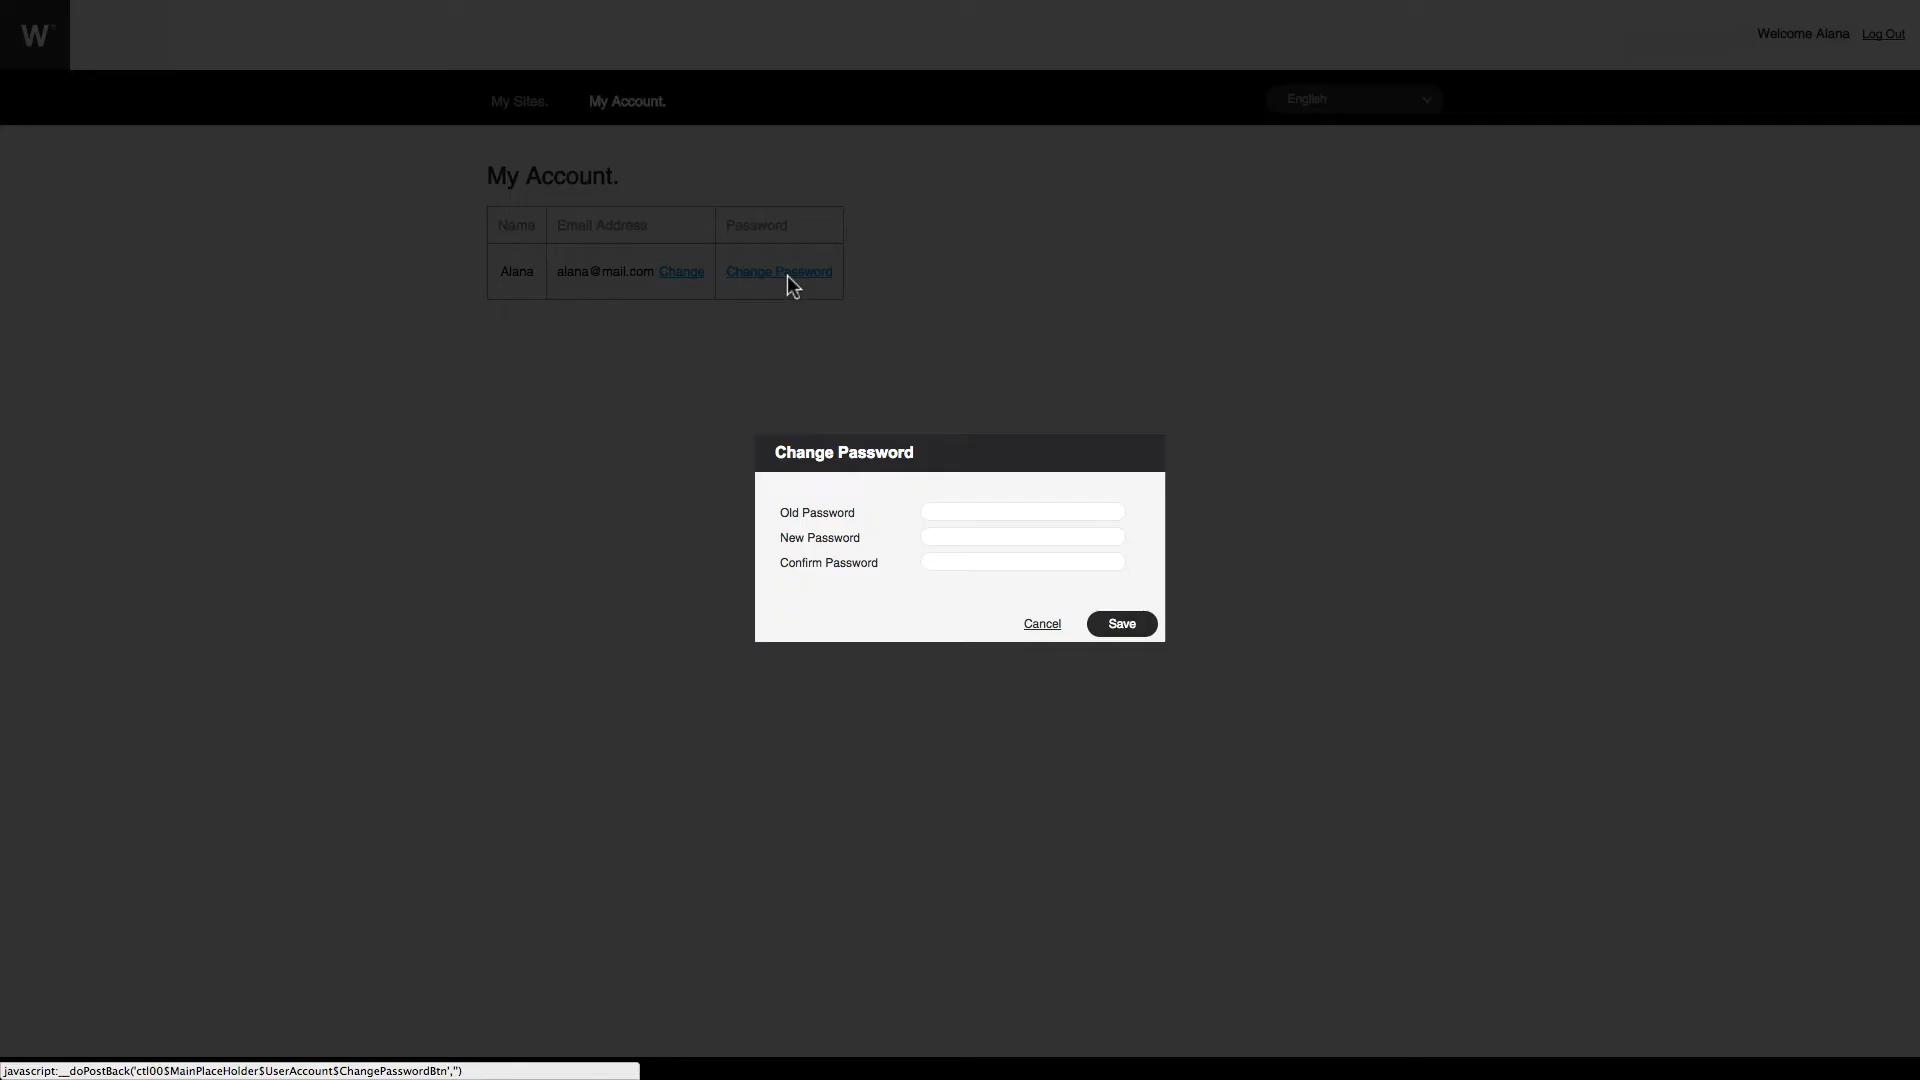 W
Welcome Alana Log Out
My Sites. My Account. English
My Account.
Name Email Address Password
Alana alana@mail.com Change Change Password
Change Password
Old Password
New Password
Confirm Password
Cancel Save
javascript:__doPostBack('ctl00$MainPlaceHolder$UserAccount$ChangePasswordBtn','')